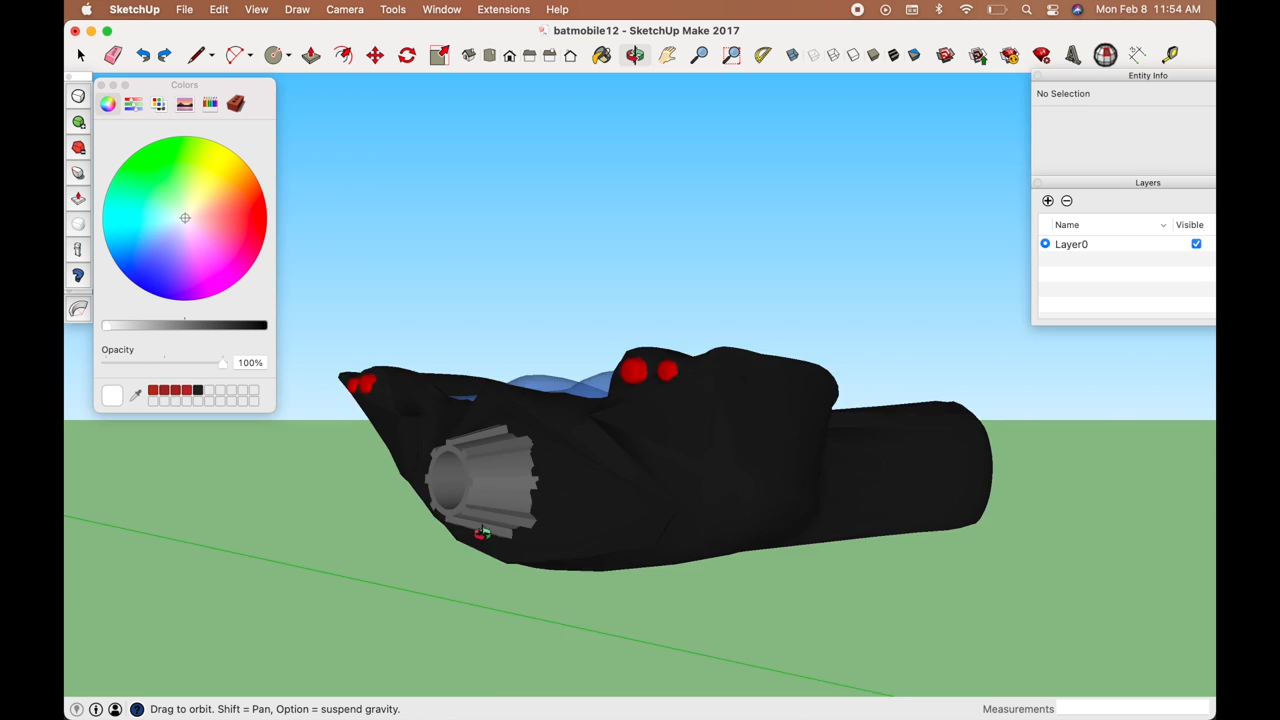 SketchUp File Edit View Draw Camera Tools Window Extensions Help Mon Feb 8 11:54 AM
batmobile12 - SketchUp Make 2017
Colors
Opacity
100%
Entity Info
No Selection
Layers
Name Visible
Layer0
Drag to orbit. Shift = Pan, Option = suspend gravity.
Measurements